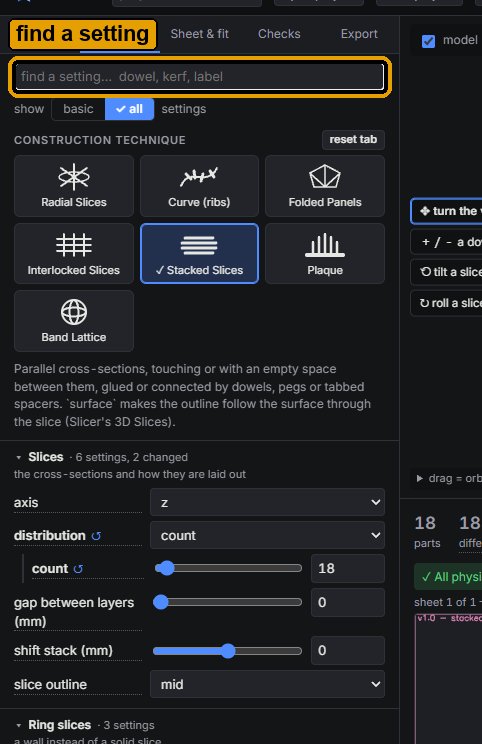 find a setting
Sheet & fit
Checks
Export
find a setting... dowel, kerf, label
show
basic
✓ all
settings
CONSTRUCTION TECHNIQUE
reset tab
Radial Slices
Curve (ribs)
Folded Panels
Interlocked Slices
✓ Stacked Slices
Plaque
Band Lattice
Parallel cross-sections, touching or with an empty space
between them, glued or connected by dowels, pegs or tabbed
spacers. `surface` makes the outline follow the surface through
the slice (Slicer's 3D Slices).
Slices · 6 settings, 2 changed
the cross-sections and how they are laid out
axis
z
distribution ↺
count
count ↺
18
gap between layers
(mm)
0
shift stack (mm)
0
slice outline
mid
Ring slices · 3 settings
a wall instead of a solid slice
model
✥ turn the
+ / - a do
tilt a slice
↻ roll a slice
drag = orb
18
parts
18
diffe
✓ All physi
sheet 1 of 1
v1.0 — stacked